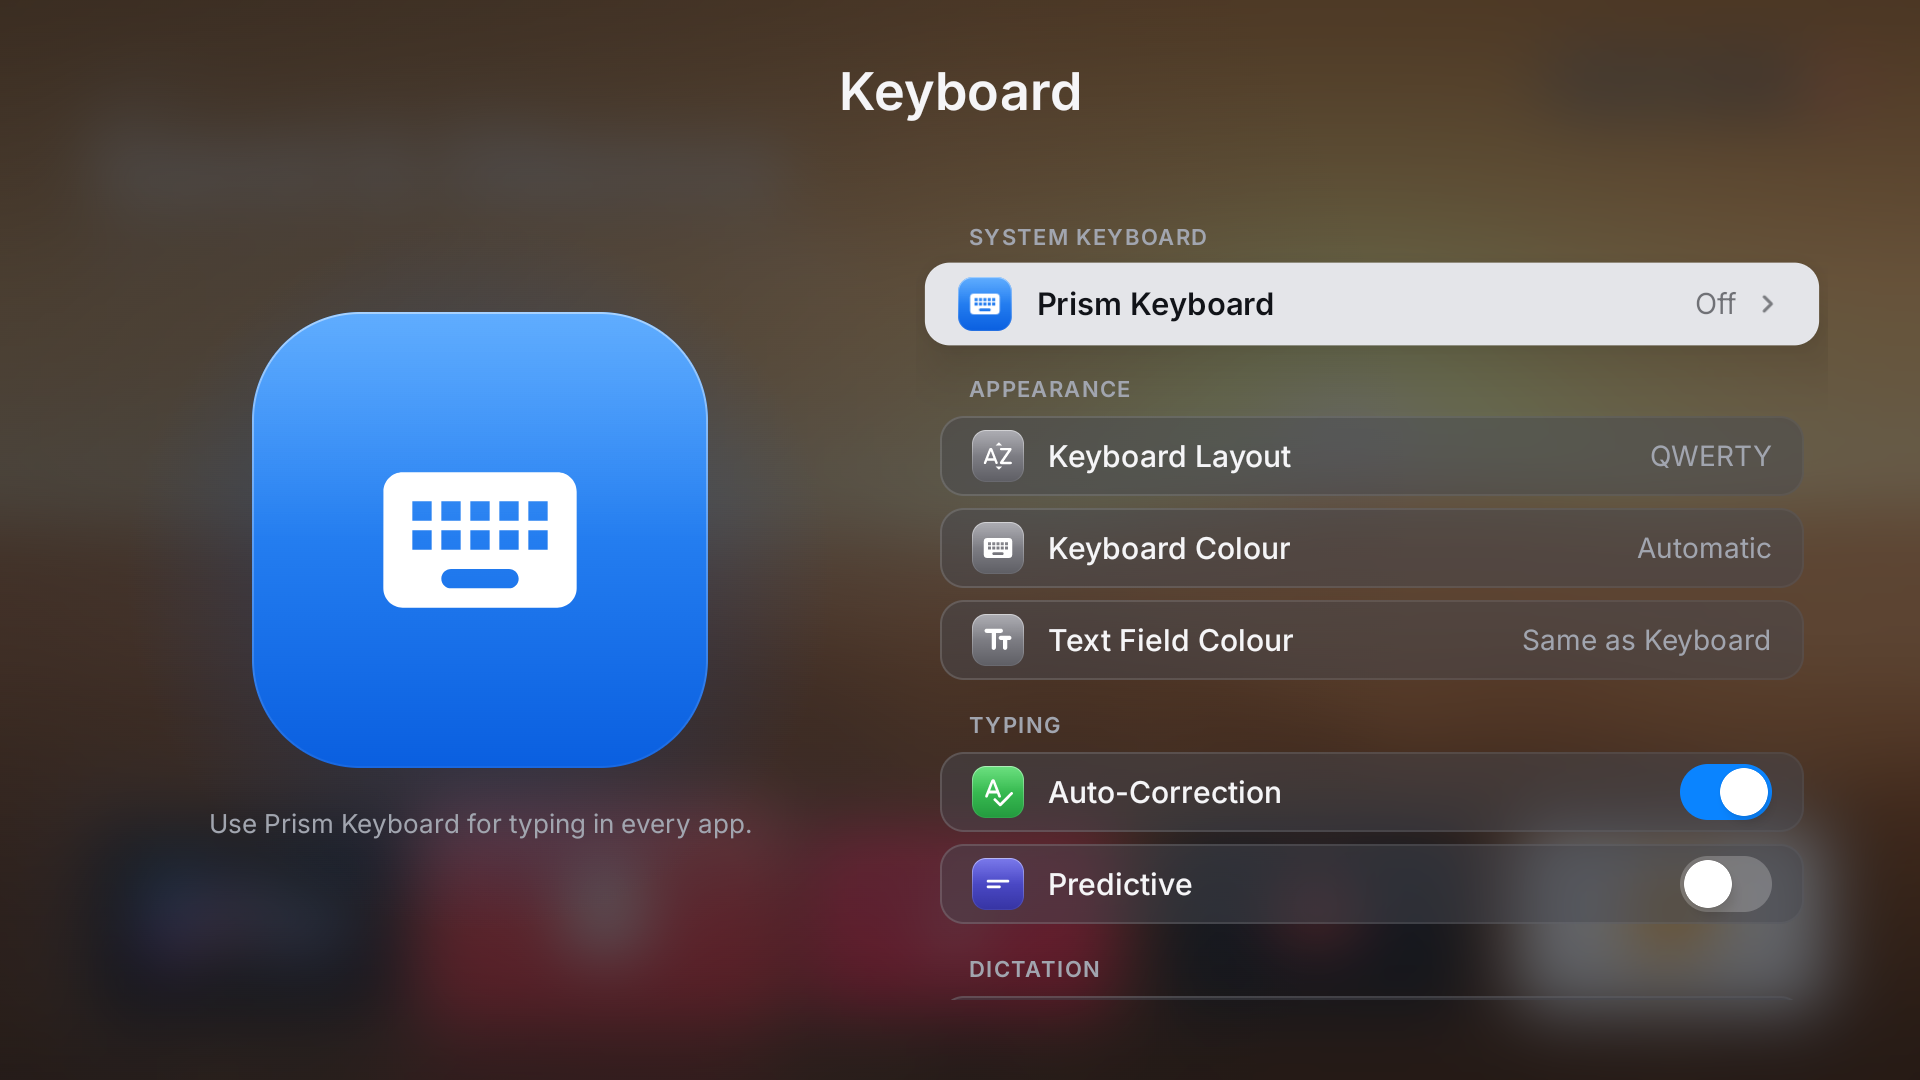 Keyboard
SYSTEM KEYBOARD
Prism Keyboard Off
APPEARANCE
Keyboard Layout QWERTY
Keyboard Colour Automatic
Text Field Colour Same as Keyboard
TYPING
Auto-Correction
Predictive
DICTATION
Use Prism Keyboard for typing in every app.